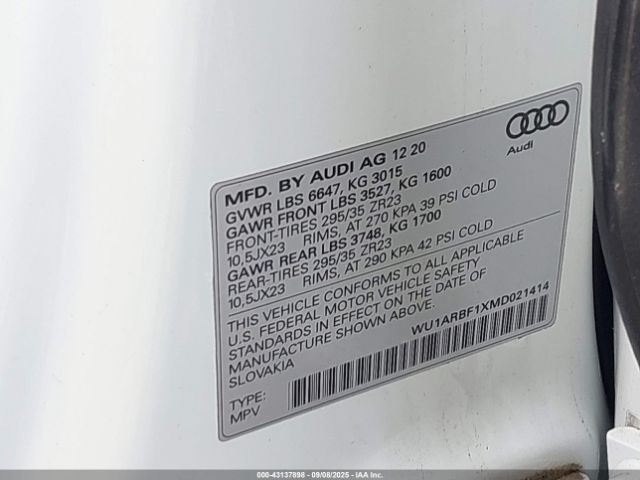 Audi
MFD. BY AUDI AG 12 20
GVWR LBS 6647, KG 3015
GAWR FRONT LBS 3527, KG 1600
FRONT-TIRES 295/35 ZR23
10,5JX23 RIMS, AT 270 KPA 39 PSI COLD
GAWR REAR LBS 3748, KG 1700
REAR-TIRES 295/35 ZR23
10,5JX23 RIMS, AT 290 KPA 42 PSI COLD
THIS VEHICLE CONFORMS TO ALL APPLICABLE
U.S. FEDERAL MOTOR VEHICLE SAFETY
STANDARDS IN EFFECT ON THE DATE OF
MANUFACTURE SHOWN ABOVE.
SLOVAKIA
WU1ARBF1XMD021414
TYPE:
MPV
000-43137898 - 09/08/2025 - IAA Inc.